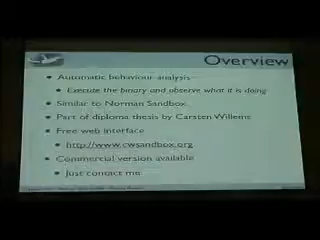 Overview
• Automatic behaviour analysis
• Execute the binary and observe what it is doing
• Similar to Norman Sandbox
• Part of diploma thesis by Carsten Willems
• Free web interface
• http://www.cwsandbox.org
• Commercial version available
• Just contact me